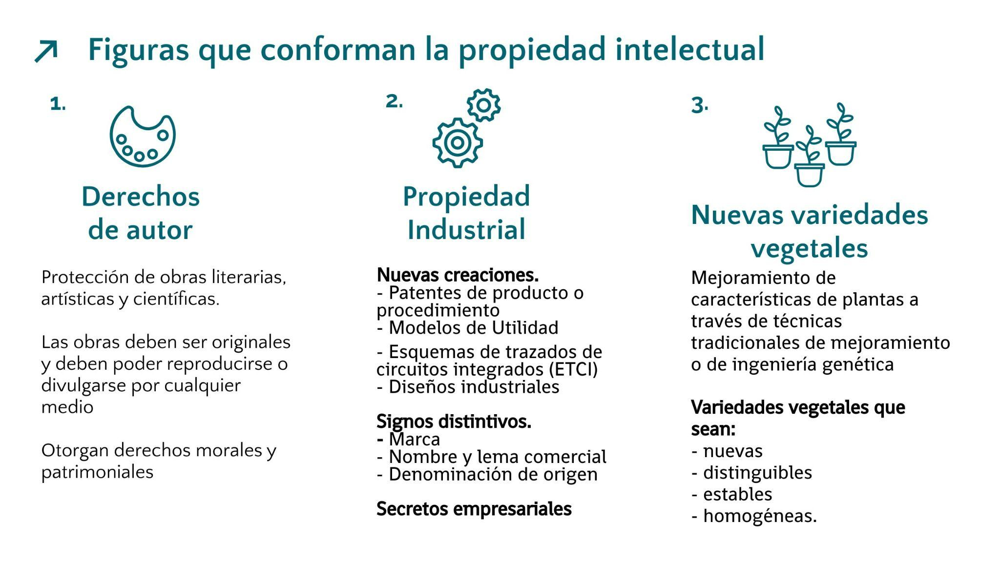 Figuras que conforman la propiedad intelectual
1.
Derechos
de autor
Protección de obras literarias,
artísticas y científicas.
Las obras deben ser originales
y deben poder reproducirse o
divulgarse por cualquier
medio
Otorgan derechos morales y
patrimoniales
2.
Propiedad
Industrial
Nuevas creaciones.
- Patentes de producto o
procedimiento
- Modelos de Utilidad
- Esquemas de trazados de
circuitos integrados (ETCI)
- Diseños industriales
Signos distintivos.
- Marca
- Nombre y lema comercial
- Denominación de origen
Secretos empresariales
3.
Nuevas variedades
vegetales
Mejoramiento de
características de plantas a
través de técnicas
tradicionales de mejoramiento
o de ingeniería genética
Variedades vegetales que
sean:
- nuevas
- distinguibles
- estables
- homogéneas.